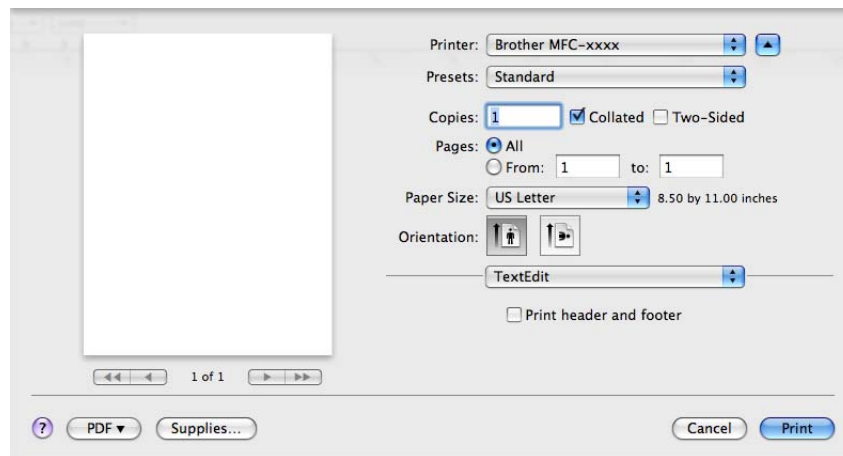 Printer: Brother MFC-xxxx
Presets: Standard
Copies: 1 Collated Two-Sided
Pages: All
From: 1 to: 1
Paper Size: US Letter 8.50 by 11.00 inches
Orientation:
TextEdit
Print header and footer
1 of 1
? PDF Supplies... Cancel Print